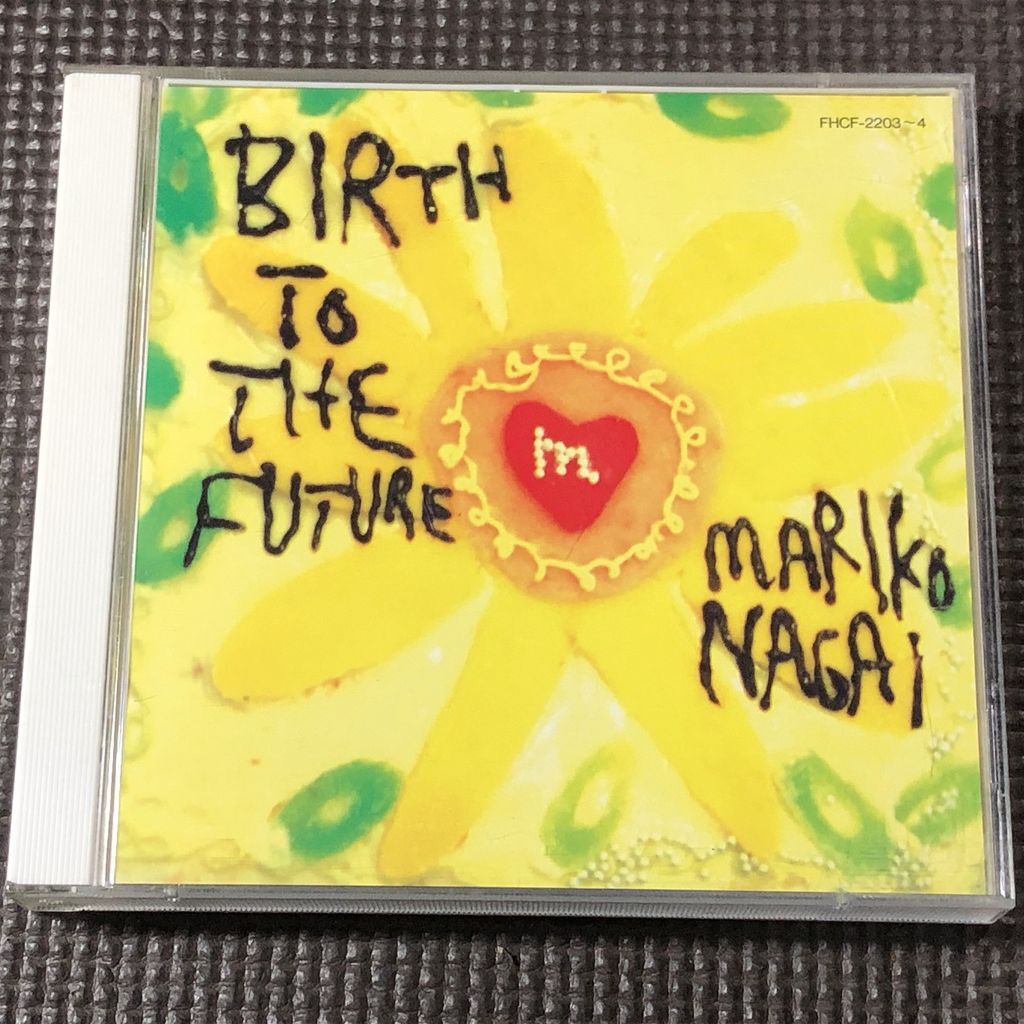 FHCF-2203～4
BIRTH
TO
THE
FUTURE
m.
MARIKO
NAGAI